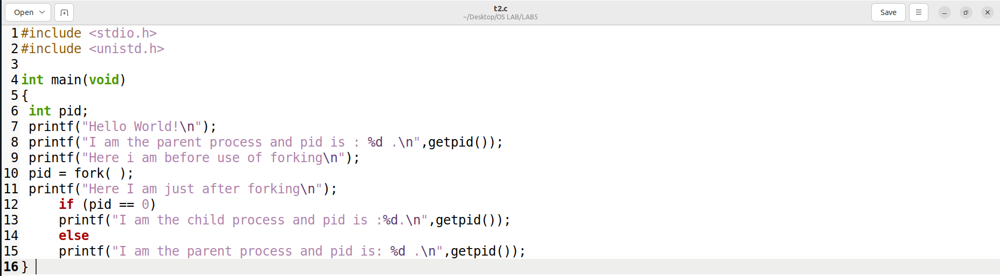 Open
t2.c
~/Desktop/OS LAB/LAB5
Save
1 #include <stdio.h>
2 #include <unistd.h>
3
4 int main(void)
5 {
6  int pid;
7  printf("Hello World!\n");
8  printf("I am the parent process and pid is : %d .\n",getpid());
9  printf("Here i am before use of forking\n");
10  pid = fork( );
11  printf("Here I am just after forking\n");
12      if (pid == 0)
13      printf("I am the child process and pid is :%d.\n",getpid());
14      else
15      printf("I am the parent process and pid is: %d .\n",getpid());
16 }